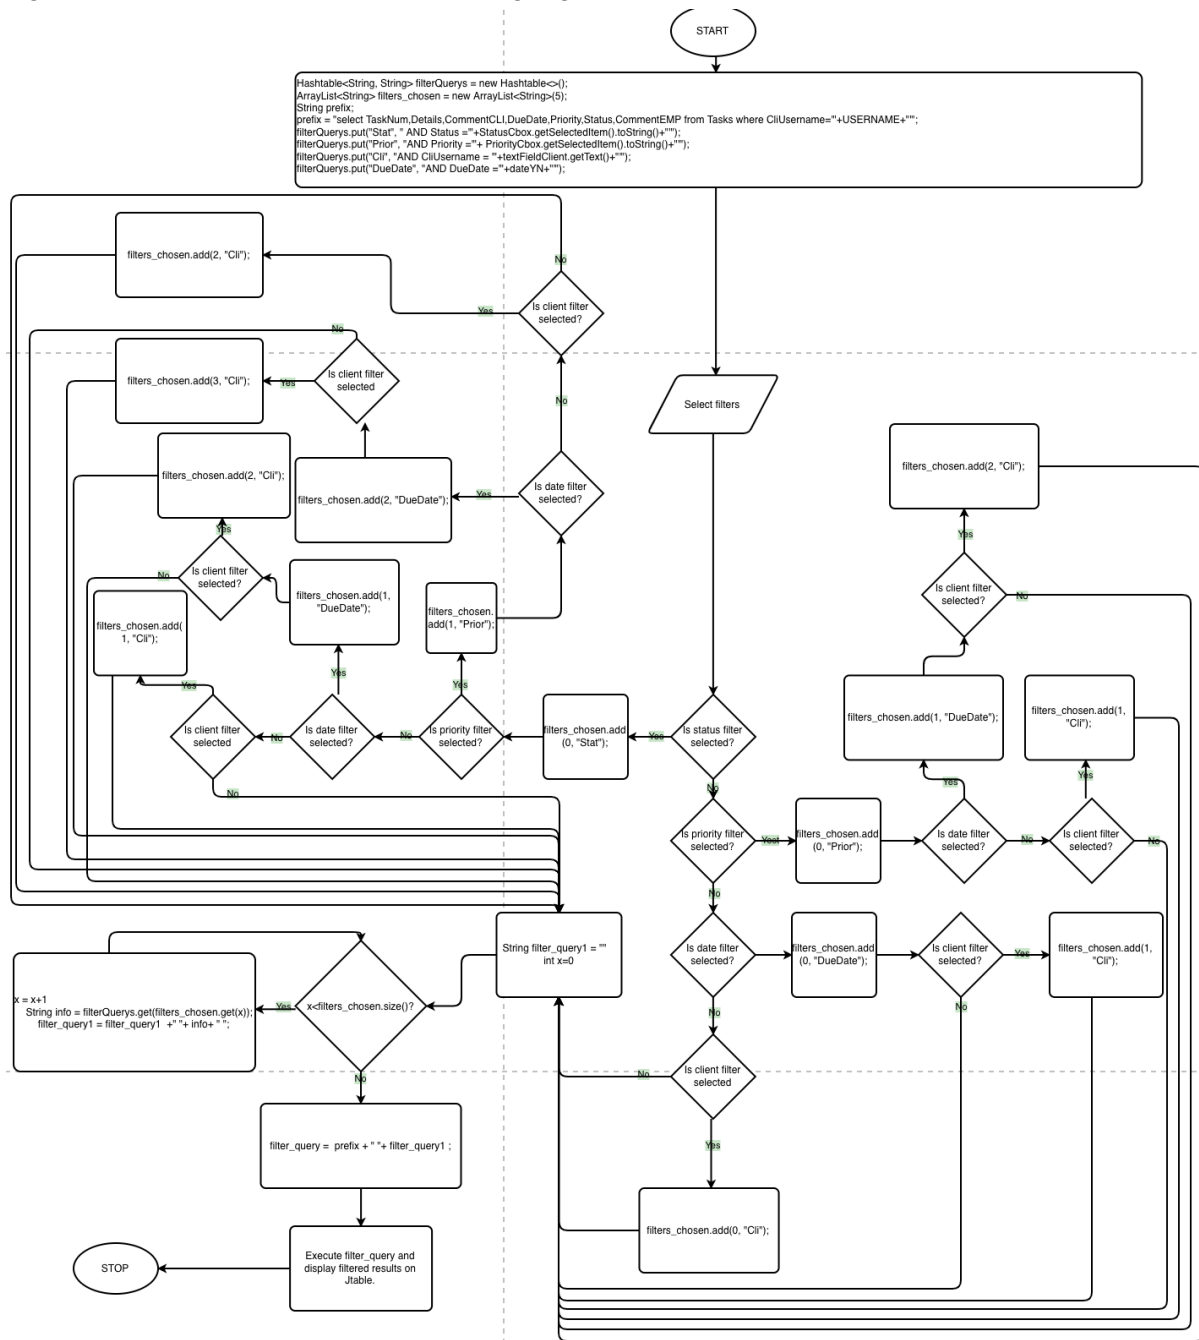 START
Hashtable<String, String> filterQuerys = new Hashtable<>();
ArrayList<String> filters_chosen = new ArrayList<String>(5);
String prefix;
prefix = "select TaskNum,Details,CommentCLI,DueDate,Priority,Status,CommentEMP from Tasks where CliUsername='"+USERNAME+"'";
filterQuerys.put("Stat", " AND Status ='"+StatusCbox.getSelectedItem().toString()+"'");
filterQuerys.put("Prior", "AND Priority ='"+ PriorityCbox.getSelectedItem().toString()+"'");
filterQuerys.put("Cli", "AND CliUsername = '"+textFieldClient.getText()+"'");
filterQuerys.put("DueDate", "AND DueDate ='"+dateYN+"'");
filters_chosen.add(2, "Cli");
No
Is client filter
selected?
Yes
No
filters_chosen.add(3, "Cli");
Yes
Is client filter
selected
No
Select filters
filters_chosen.add(2, "Cli");
filters_chosen.add(2, "DueDate");
Yes
Is date filter
selected?
filters_chosen.add(2, "Cli");
Yes
Yes
Is client filter
selected?
No
filters_chosen.add(1,
"DueDate");
filters_chosen.
add(1, "Prior");
Is client filter
selected?
No
filters_chosen.add(
1, "Cli");
Yes
Yes
Yes
filters_chosen.add(1, "DueDate");
filters_chosen.add(1,
"Cli");
Is client filter
selected
No
Is date filter
selected?
No
Is priority filter
selected?
filters_chosen.add
(0, "Stat");
Yes
Is status filter
selected?
No
No
Yes
Yes
Is priority filter
selected?
Yest
filters_chosen.add
(0, "Prior");
Is date filter
selected?
No
Is client filter
selected?
No
No
String filter_query1 = ""
int x=0
Is date filter
selected?
filters_chosen.add
(0, "DueDate");
Is client filter
selected?
Yes
filters_chosen.add(1,
"Cli");
x = x+1
String info = filterQuerys.get(filters_chosen.get(x));
filter_query1 = filter_query1 +" "+ info+ " ";
Yes
x<filters_chosen.size()?
No
No
No
No
Is client filter
selected
Yes
filter_query = prefix + " "+ filter_query1 ;
filters_chosen.add(0, "Cli");
Execute filter_query and
display filtered results on
Jtable.
STOP